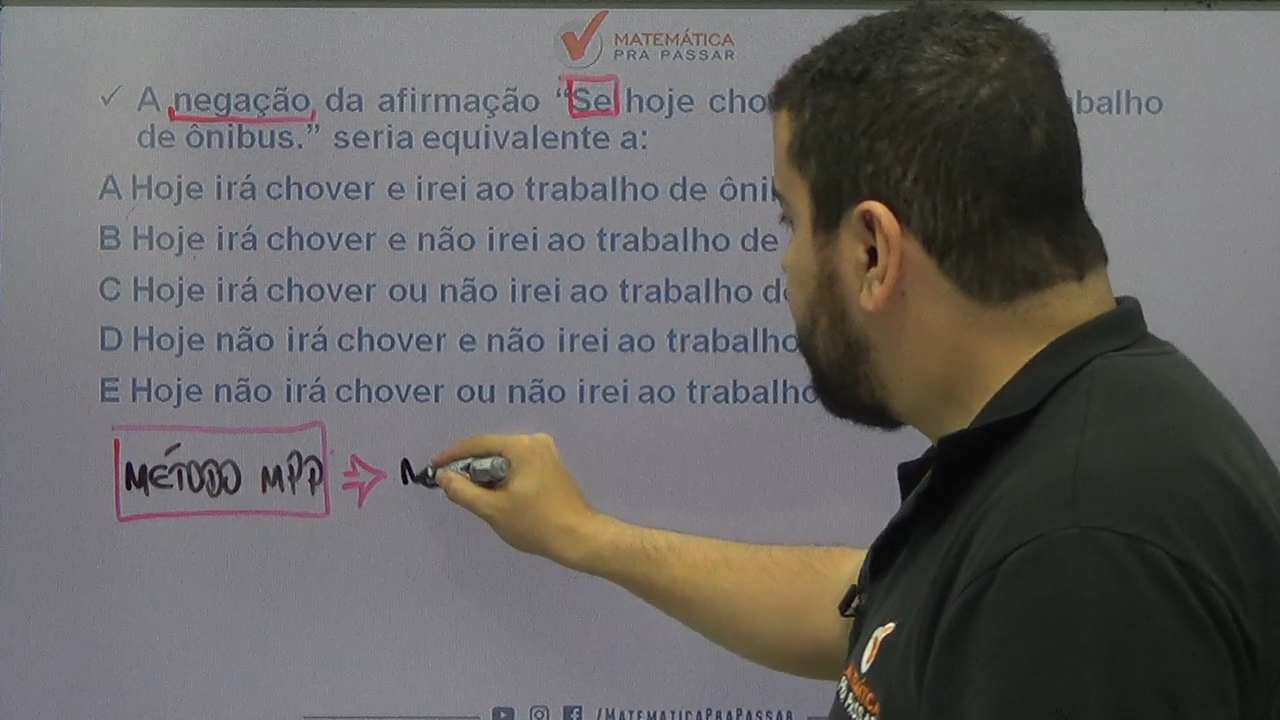 MATEMÁTICA
PRA PASSAR
✓ A negação da afirmação “Se hoje cho balho
de ônibus.” seria equivalente a:
A Hoje irá chover e irei ao trabalho de
B Hoje irá chover e não irei ao trabalho de
C Hoje irá chover ou não irei ao trabalho
D Hoje não irá chover e não irei ao trabalho
E Hoje não irá chover ou não irei ao trabalho
MÉTODO MPP ⇒
MATEMÁTICA
PRA PASSAR
/MATEMATICAPRAPASSAR